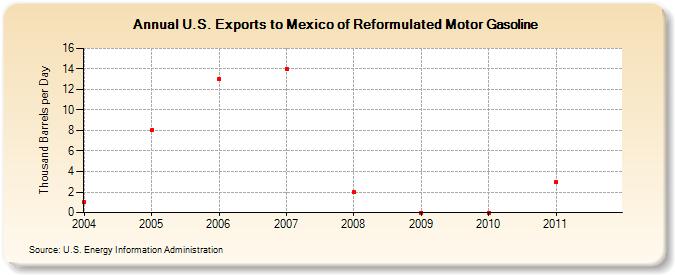 Annual U.S. Exports to Mexico of Reformulated Motor Gasoline
Thousand Barrels per Day
16
14
12
10
8
6
4
2
0
2004 2005 2006 2007 2008 2009 2010 2011
Source: U.S. Energy Information Administration